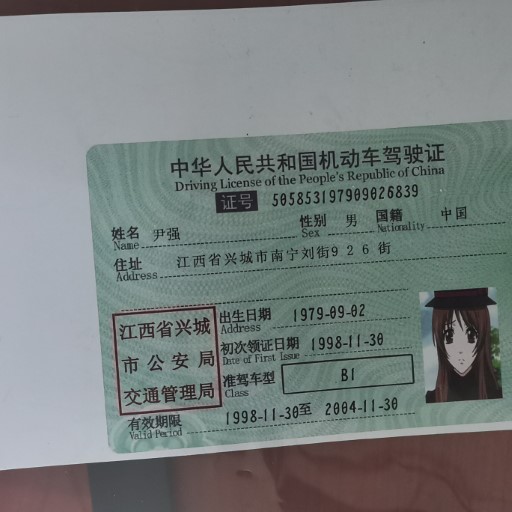 中华人民共和国机动车驾驶证
Driving License of the People's Republic of China
证号 505853197909026839
姓名 尹强 性别 男 国籍 中国
Name Sex Nationality
住址 江西省兴城市南宁刘街926街
Address
江西省兴城
市公安局
交通管理局
出生日期 1979-09-02
Address
初次领证日期 1998-11-30
Date of First Issue
准驾车型 B1
Class
有效期限 1998-11-30至 2004-11-30
Valid Period